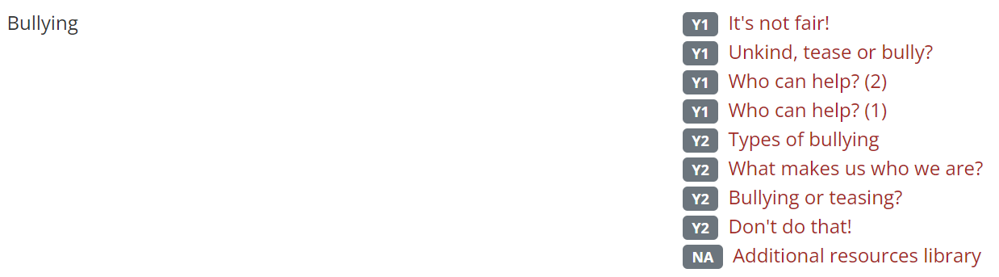 Bullying
Y1 It's not fair!
Y1 Unkind, tease or bully?
Y1 Who can help? (2)
Y1 Who can help? (1)
Y2 Types of bullying
Y2 What makes us who we are?
Y2 Bullying or teasing?
Y2 Don't do that!
NA Additional resources library